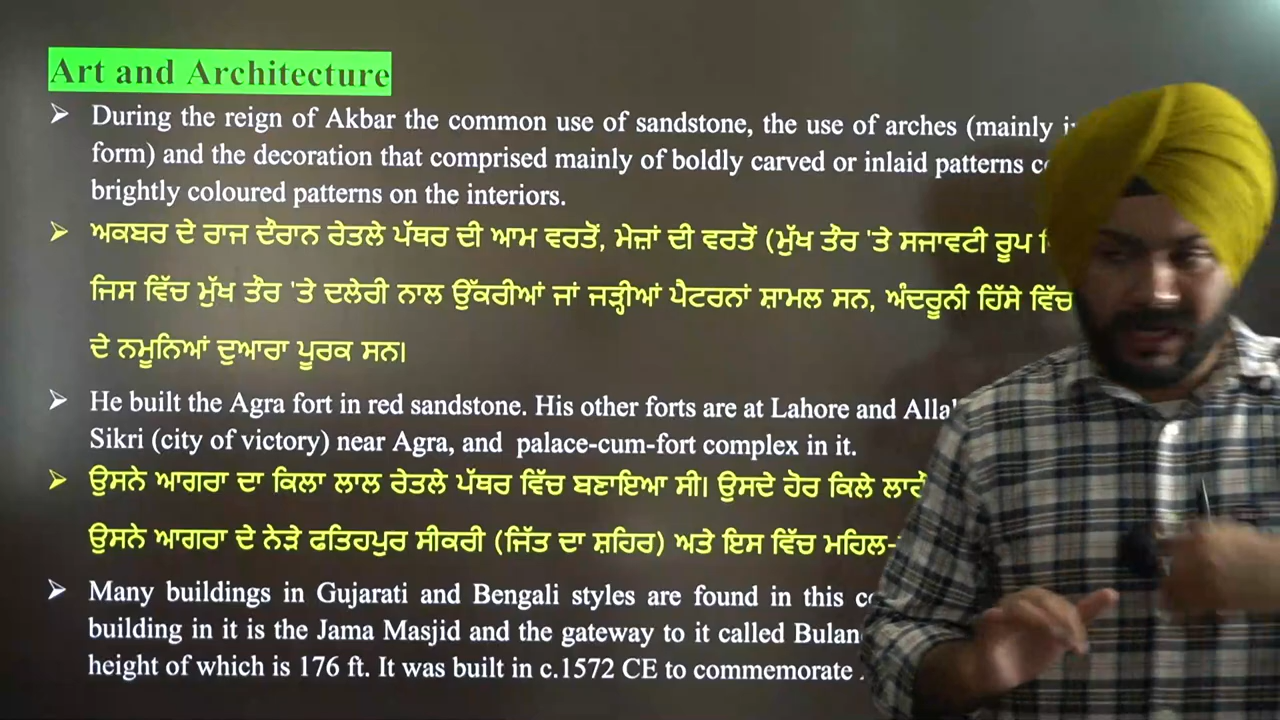 Art and Architecture
➢ During the reign of Akbar the common use of sandstone, the use of arches (mainly
form) and the decoration that comprised mainly of boldly carved or inlaid patterns
brightly coloured patterns on the interiors.
➢ ਅਕਬਰ ਦੇ ਰਾਜ ਦੌਰਾਨ ਰੇਤਲੇ ਪੱਥਰ ਦੀ ਆਮ ਵਰਤੋਂ, ਮੇਜ਼ਾਂ ਦੀ ਵਰਤੋਂ (ਮੁੱਖ ਤੌਰ 'ਤੇ ਸਜਾਵਟੀ ਰੂਪ
ਜਿਸ ਵਿੱਚ ਮੁੱਖ ਤੌਰ 'ਤੇ ਦਲੇਰੀ ਨਾਲ ਉੱਕਰੀਆਂ ਜਾਂ ਜੜ੍ਹੀਆਂ ਪੈਟਰਨਾਂ ਸ਼ਾਮਲ ਸਨ, ਅੰਦਰੂਨੀ ਹਿੱਸੇ ਵਿੱਚ
ਦੇ ਨਮੂਨਿਆਂ ਦੁਆਰਾ ਪੂਰਕ ਸਨ।
➢ He built the Agra fort in red sandstone. His other forts are at Lahore and
Sikri (city of victory) near Agra, and palace-cum-fort complex in it.
➢ ਉਸਨੇ ਆਗਰਾ ਦਾ ਕਿਲਾ ਲਾਲ ਰੇਤਲੇ ਪੱਥਰ ਵਿੱਚ ਬਣਾਇਆ ਸੀ। ਉਸਦੇ ਹੋਰ ਕਿਲੇ
ਉਸਨੇ ਆਗਰਾ ਦੇ ਨੇੜੇ ਫਤਿਹਪੁਰ ਸੀਕਰੀ (ਜਿੱਤ ਦਾ ਸ਼ਹਿਰ) ਅਤੇ ਇਸ ਵਿੱਚ ਮਹਿਲ-
➢ Many buildings in Gujarati and Bengali styles are found in this
building in it is the Jama Masjid and the gateway to it called
height of which is 176 ft. It was built in c.1572 CE to commemorate